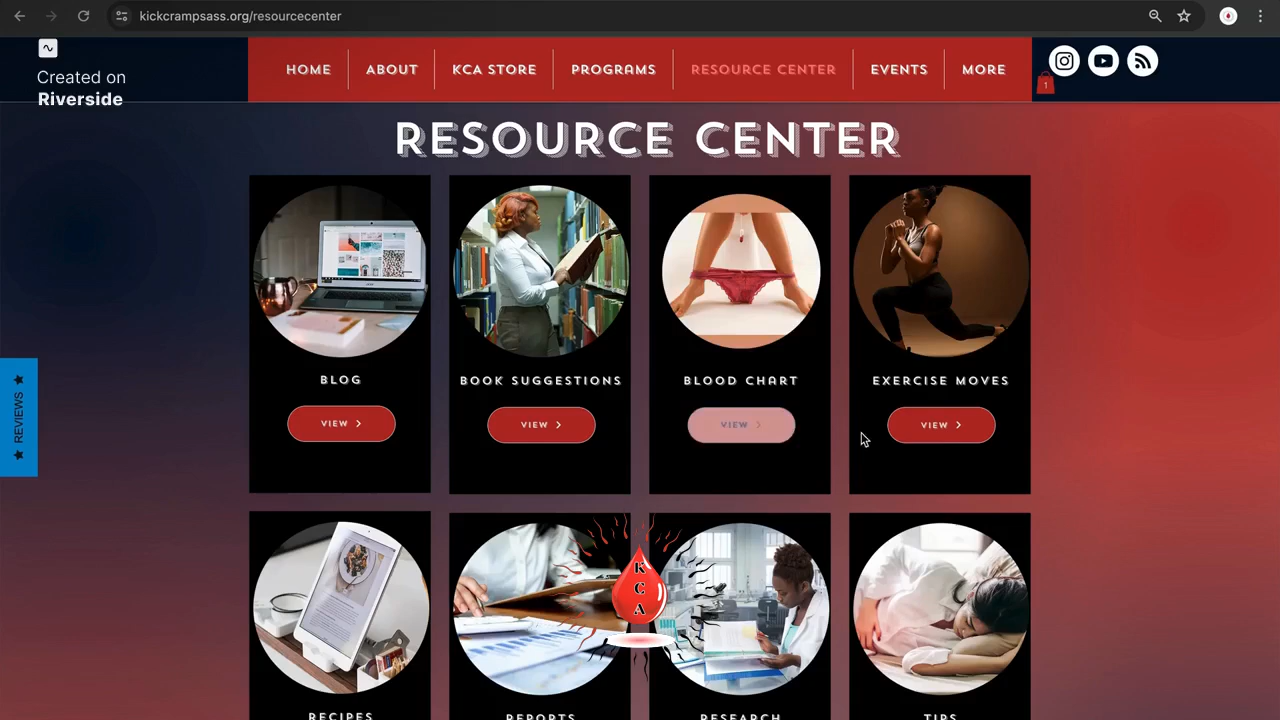 kickcrampsass.org/resourcecenter
Created on
Riverside
HOME
ABOUT
KCA STORE
PROGRAMS
RESOURCE CENTER
EVENTS
MORE
1
RESOURCE CENTER
BLOG
BOOK SUGGESTIONS
BLOOD CHART
EXERCISE MOVES
VIEW >
VIEW >
VIEW >
VIEW >
REVIEWS
K
C
A
RECIPES
REPORTS
RESEARCH
TIPS